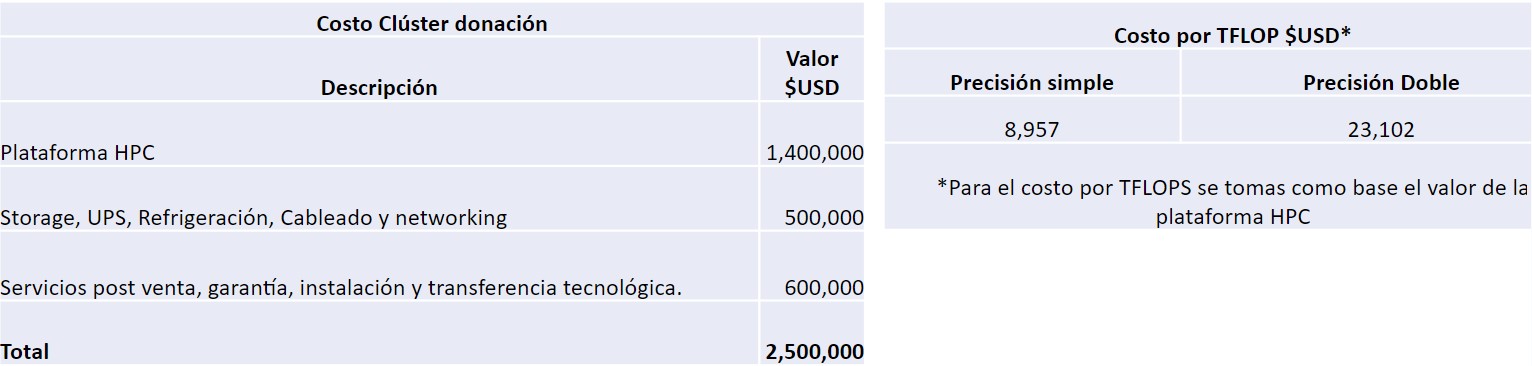 Costo Clúster donación
Descripción
Valor
$USD
Plataforma HPC
1,400,000
Storage, UPS, Refrigeración, Cableado y networking
500,000
Servicios post venta, garantía, instalación y transferencia tecnológica.
600,000
Total
2,500,000
Costo por TFLOP $USD*
Precisión simple
Precisión Doble
8,957
23,102
*Para el costo por TFLOPS se tomas como base el valor de la
plataforma HPC